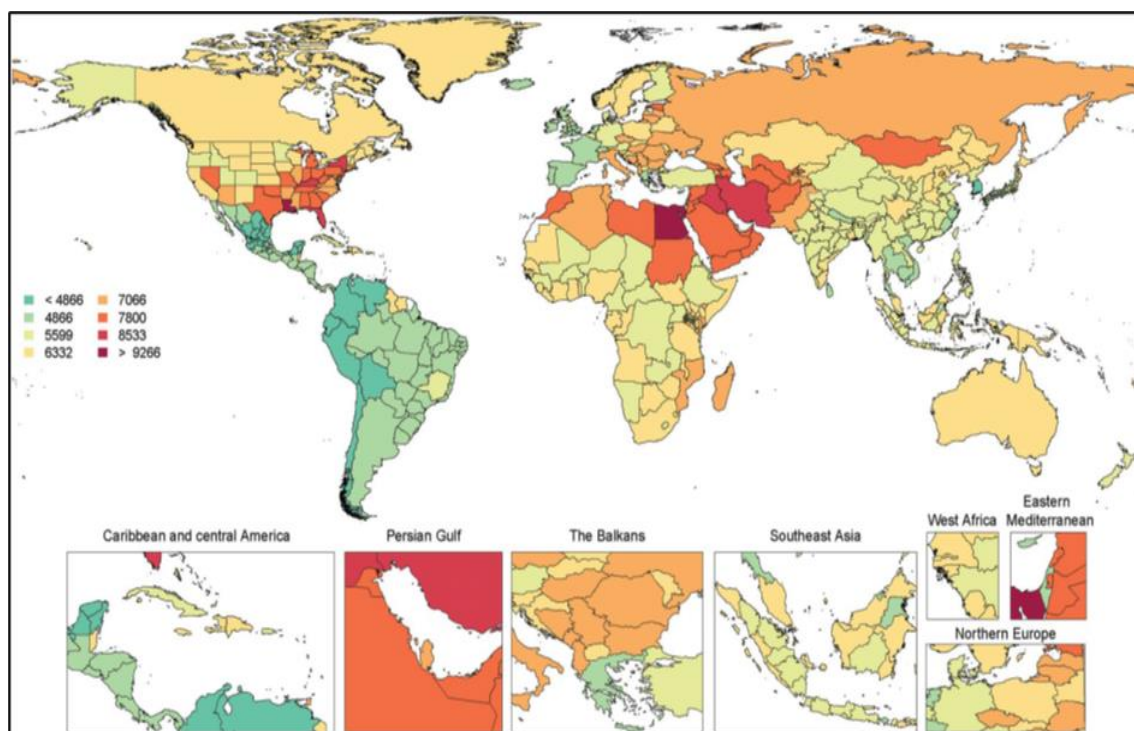 < 4866
4866
5599
6332
7066
7800
8533
> 9266
Caribbean and central America
Persian Gulf
The Balkans
Southeast Asia
West Africa
Eastern
Mediterranean
Northern Europe